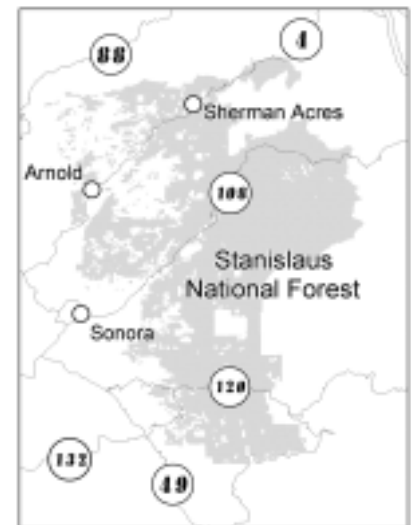 4
88
Sherman Acres
Arnold
108
Stanislaus
National Forest
Sonora
120
132
49